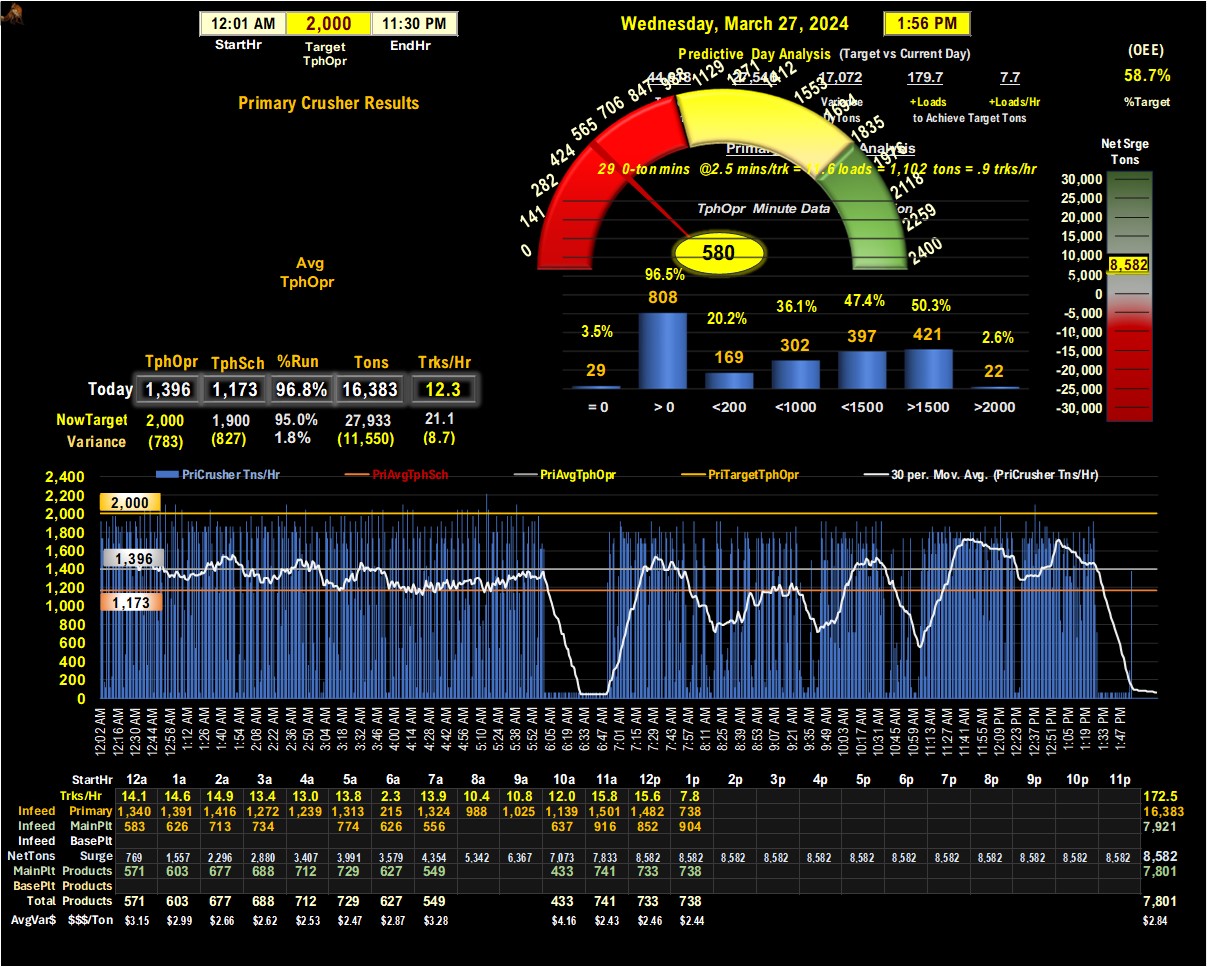 12:01 AM 2,000 11:30 PM
StartHr Target TphOpr EndHr
Wednesday, March 27, 2024 1:56 PM
Predictive Day Analysis (Target vs Current Day)
(OEE)
17,072 179.7 7.7
58.7%
+Loads +Loads/Hr
%Target
to Achieve Target Tons
Primary Crusher Results
0 141 282 424 565 706 847 988 1129 1271 1412 1553 1694 1835 1976 2118 2259 2400
Analysis
29 0-ton mins @2.5 mins/trk = 11.6 loads = 1,102 tons = .9 trks/hr
TphOpr Minute Data
580
Net Srge
Tons
30,000
25,000
20,000
15,000
10,000
8,582
5,000
0
-5,000
-10,000
-15,000
-20,000
-25,000
-30,000
Avg
TphOpr
3.5% 96.5% 20.2% 36.1% 47.4% 50.3% 2.6%
29 808 169 302 397 421 22
= 0 > 0 <200 <1000 <1500 >1500 >2000
TphOpr TphSch %Run Tons Trks/Hr
Today 1,396 1,173 96.8% 16,383 12.3
NowTarget 2,000 1,900 95.0% 27,933 21.1
Variance (783) (827) 1.8% (11,550) (8.7)
PriCrusher Tns/Hr PriAvgTphSch PriAvgTphOpr PriTargetTphOpr 30 per. Mov. Avg. (PriCrusher Tns/Hr)
2,400
2,200
2,000
1,800
1,600
1,400
1,200
1,000
800
600
400
200
0
2,000
1,396
1,173
12:02 AM 12:16 AM 12:30 AM 12:44 AM 12:58 AM 1:12 AM 1:26 AM 1:40 AM 1:54 AM 2:08 AM 2:22 AM 2:36 AM 2:50 AM 3:04 AM 3:18 AM 3:32 AM 3:46 AM 4:00 AM 4:14 AM 4:28 AM 4:42 AM 4:56 AM 5:10 AM 5:24 AM 5:38 AM 5:52 AM 6:05 AM 6:19 AM 6:33 AM 6:47 AM 7:01 AM 7:15 AM 7:29 AM 7:43 AM 7:57 AM 8:11 AM 8:25 AM 8:39 AM 8:53 AM 9:07 AM 9:21 AM 9:35 AM 9:49 AM 10:03 AM 10:17 AM 10:31 AM 10:45 AM 10:59 AM 11:13 AM 11:27 AM 11:41 AM 11:55 AM 12:09 PM 12:23 PM 12:37 PM 12:51 PM 1:05 PM 1:19 PM 1:33 PM 1:47 PM
StartHr 12a 1a 2a 3a 4a 5a 6a 7a 8a 9a 10a 11a 12p 1p 2p 3p 4p 5p 6p 7p 8p 9p 10p 11p
Trks/Hr 14.1 14.6 14.9 13.4 13.0 13.8 2.3 13.9 10.4 10.8 12.0 15.8 15.6 7.8 172.5
Infeed Primary 1,340 1,391 1,416 1,272 1,239 1,313 215 1,324 988 1,025 1,139 1,501 1,482 738 16,383
Infeed MainPlt 583 626 713 734 774 626 556 637 916 852 904 7,921
Infeed BasePlt
NetTons Surge 769 1,557 2,296 2,880 3,407 3,991 3,579 4,354 5,342 6,367 7,073 7,833 8,582 8,582 8,582 8,582 8,582 8,582 8,582 8,582 8,582 8,582 8,582 8,582 8,582
MainPlt Products 571 603 677 688 712 729 627 549 433 741 733 738 7,801
BasePlt Products
Total Products 571 603 677 688 712 729 627 549 433 741 733 738 7,801
AvgVar$ $$$/Ton $3.15 $2.99 $2.66 $2.62 $2.53 $2.47 $2.87 $3.28 $4.16 $2.43 $2.46 $2.44 $2.84